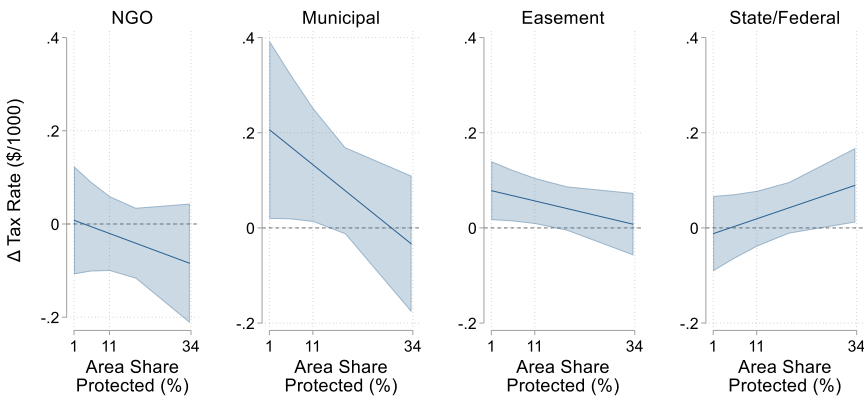 NGO
Municipal
Easement
State/Federal
Δ Tax Rate ($/1000)
.4
.2
0
-.2
1 11 34
Area Share
Protected (%)
.4
.2
0
-.2
1 11 34
Area Share
Protected (%)
.4
.2
0
-.2
1 11 34
Area Share
Protected (%)
.4
.2
0
-.2
1 11 34
Area Share
Protected (%)